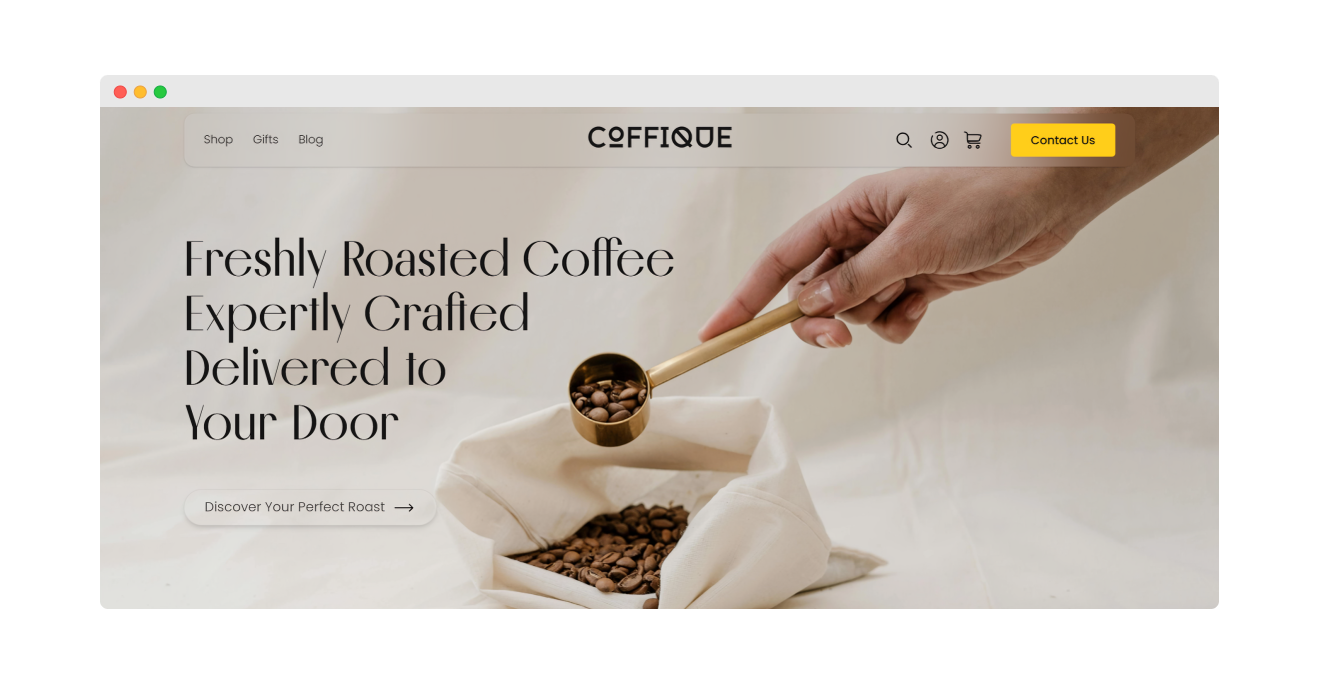 Shop Gifts Blog
COFFIQUE
Contact Us
Freshly Roasted Coffee
Expertly Crafted
Delivered to
Your Door
Discover Your Perfect Roast